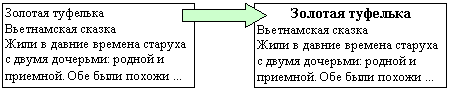 Золотая туфелька
Вьетнамская сказка
Жили в давние времена старуха
с двумя дочерьми: родной и
приемной. Обе были похожи ...
Золотая туфелька
Вьетнамская сказка
Жили в давние времена старуха
с двумя дочерьми: родной и
приемной. Обе были похожи ...